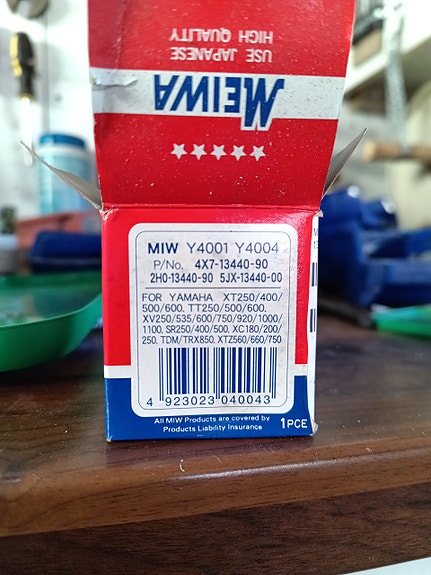 USE JAPANESE
HIGH QUALITY
MEIWA
MIW Y4001 Y4004
P/No. 4X7-13440-90
2H0-13440-90 5JX-13440-00
FOR YAMAHA XT250/400/
500/600. TT250/500/600.
XV250/535/600/750/920/1000/
1100. SR250/400/500. XC180/200/
250. TDM/TRX850. XTZ560/660/750
4 923023 040043
All MIW Products are covered by
Products Liability Insurance
1PCE